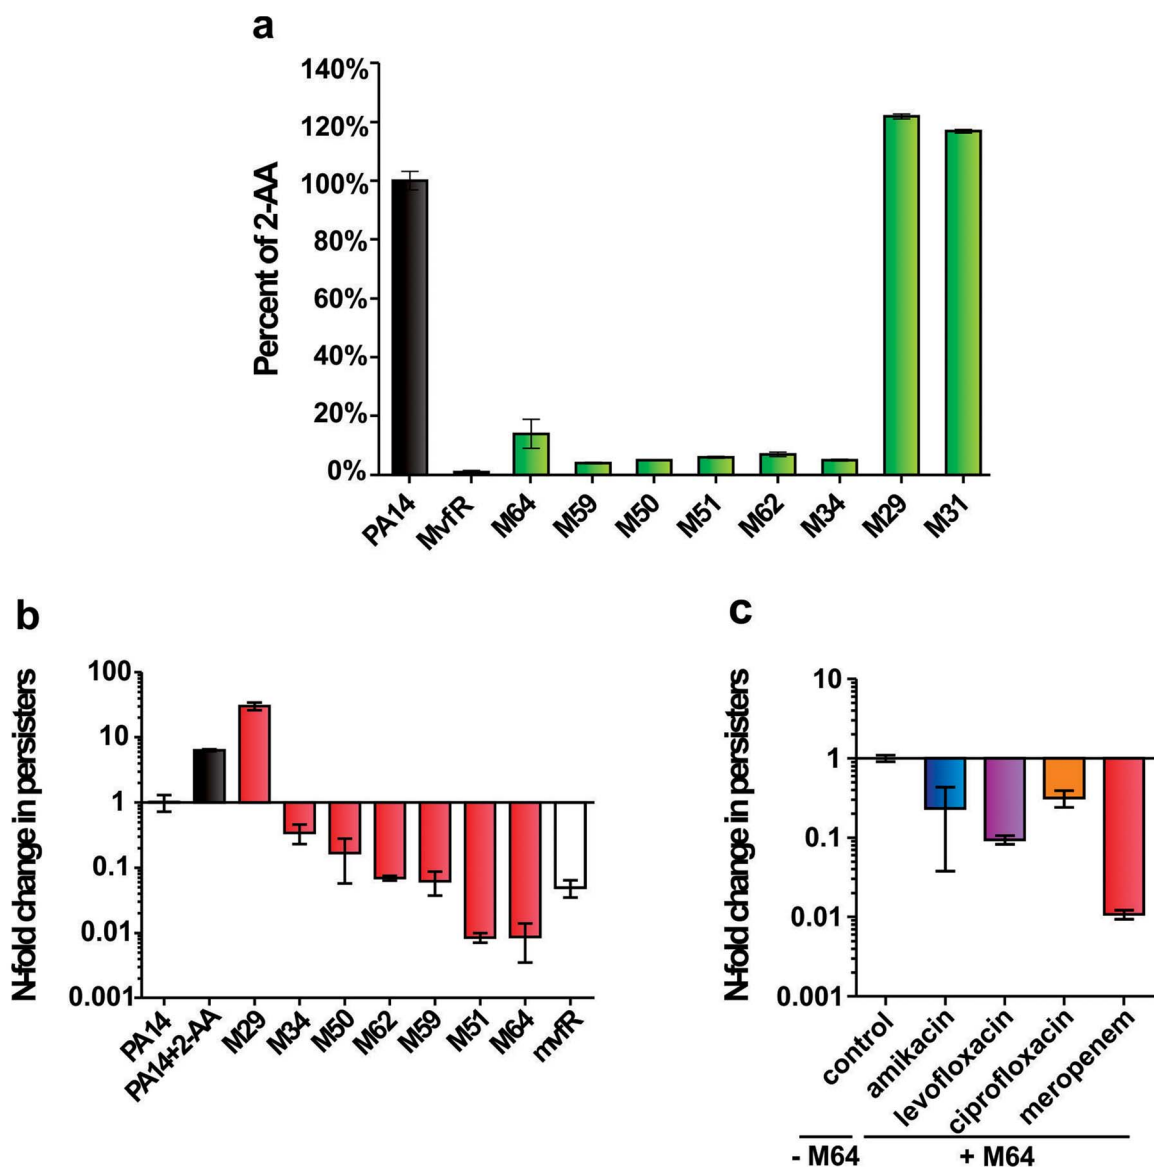 a
Percent of 2-AA
140%
120%
100%
80%
60%
40%
20%
0%
PA14
MvfR
M64
M59
M50
M51
M62
M34
M29
M31
b
N-fold change in persisters
100
10
1
0.1
0.01
0.001
PA14
PA14+2-AA
M29
M34
M50
M62
M59
M51
M64
mvfR
c
N-fold change in persisters
10
1
0.1
0.01
0.001
control
amikacin
levofloxacin
ciprofloxacin
meropenem
- M64
+ M64